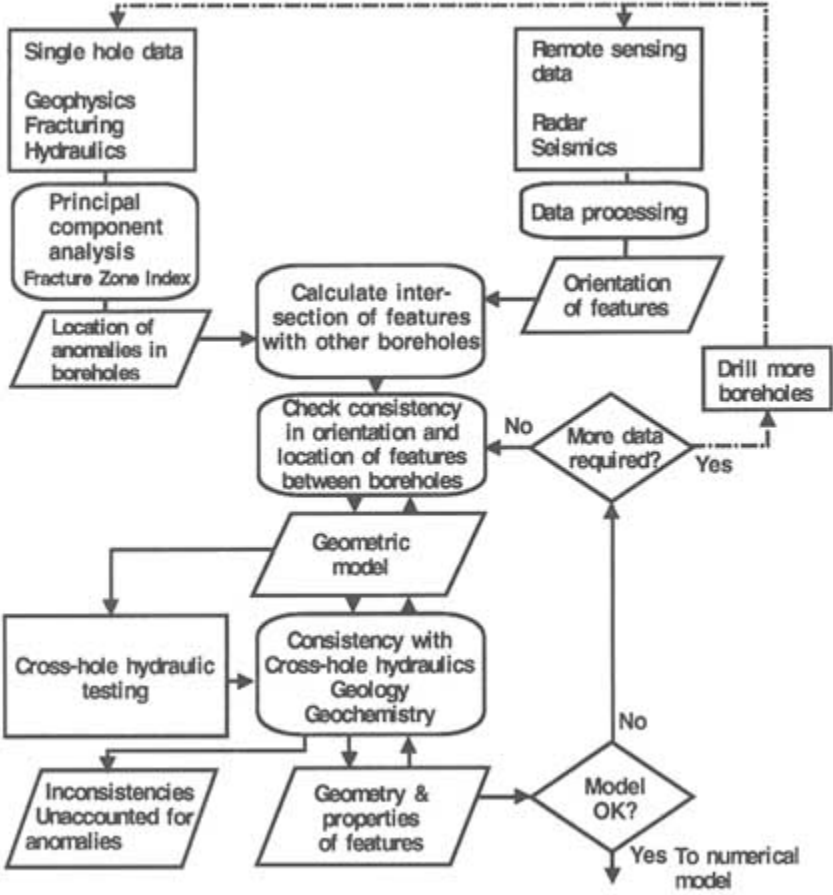 Single hole data
Geophysics
Fracturing
Hydraulics
Remote sensing
data
Radar
Seismics
Principal
component
analysis
Fracture Zone Index
Data processing
Location of
anomalies in
boreholes
Calculate inter-
section of features
with other boreholes
Orientation
of features
Drill more
boreholes
Check consistency
in orientation and
location of features
between boreholes
No
More data
required?
Yes
Geometric
model
Cross-hole hydraulic
testing
Consistency with
Cross-hole hydraulics
Geology
Geochemistry
No
Inconsistencies
Unaccounted for
anomalies
Geometry &
properties
of features
Model
OK?
Yes To numerical
model